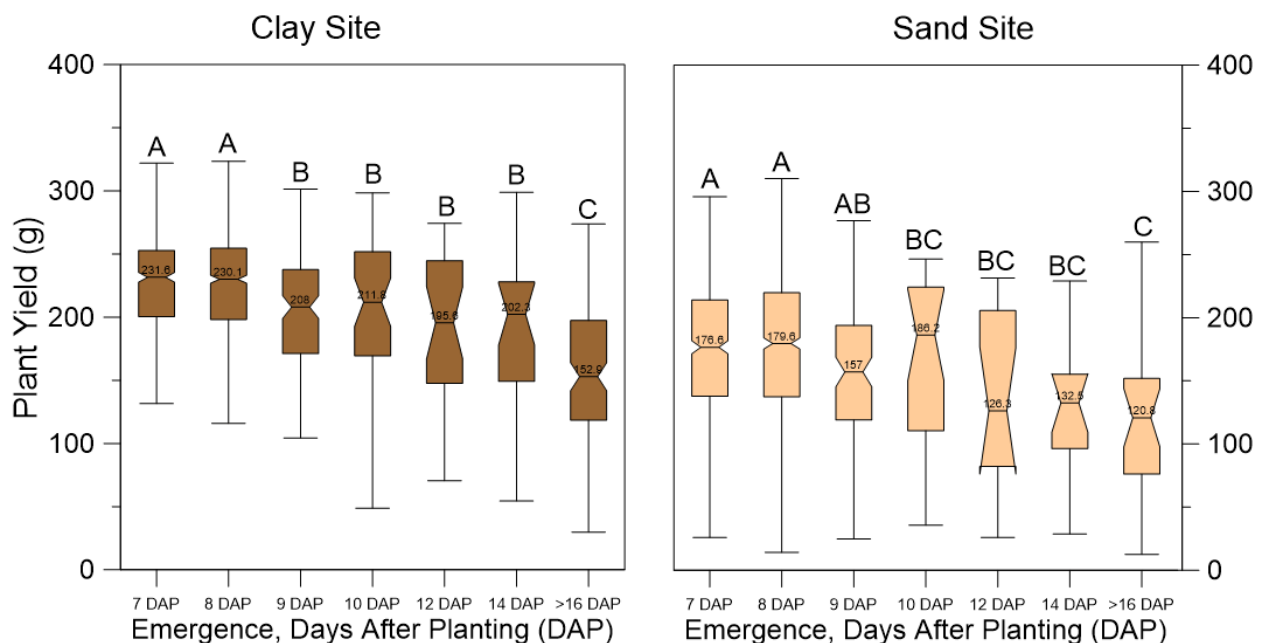 Clay Site
Sand Site
400
300
200
100
0
Plant Yield (g)
A
A
B
B
B
B
C
231.6
230.1
208
211.8
195.6
202.3
152.9
7 DAP
8 DAP
9 DAP
10 DAP
12 DAP
14 DAP
>16 DAP
Emergence, Days After Planting (DAP)
A
A
AB
BC
BC
BC
C
176.6
179.6
157
186.2
126.3
132.5
120.8
400
300
200
100
0
7 DAP
8 DAP
9 DAP
10 DAP
12 DAP
14 DAP
>16 DAP
Emergence, Days After Planting (DAP)